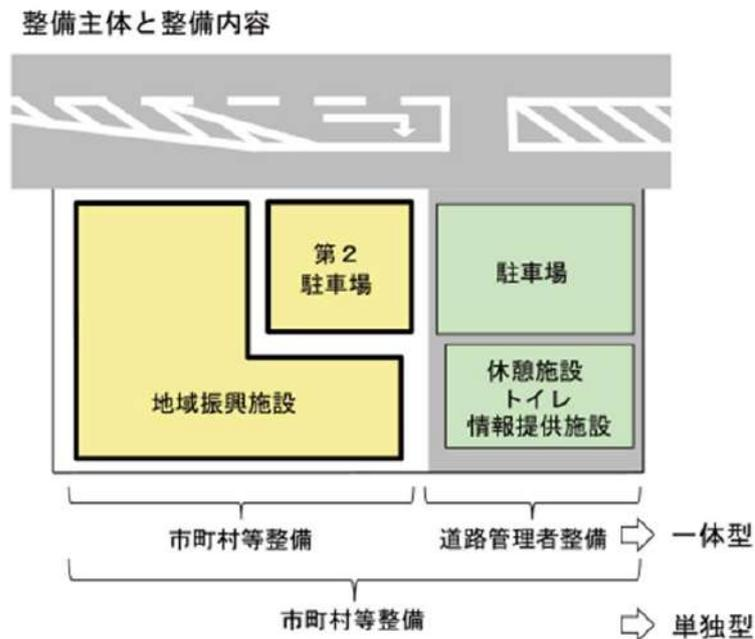 整備主体と整備内容
第２
駐車場
駐車場
地域振興施設
休憩施設
トイレ
情報提供施設
市町村等整備
道路管理者整備
一体型
市町村等整備
単独型